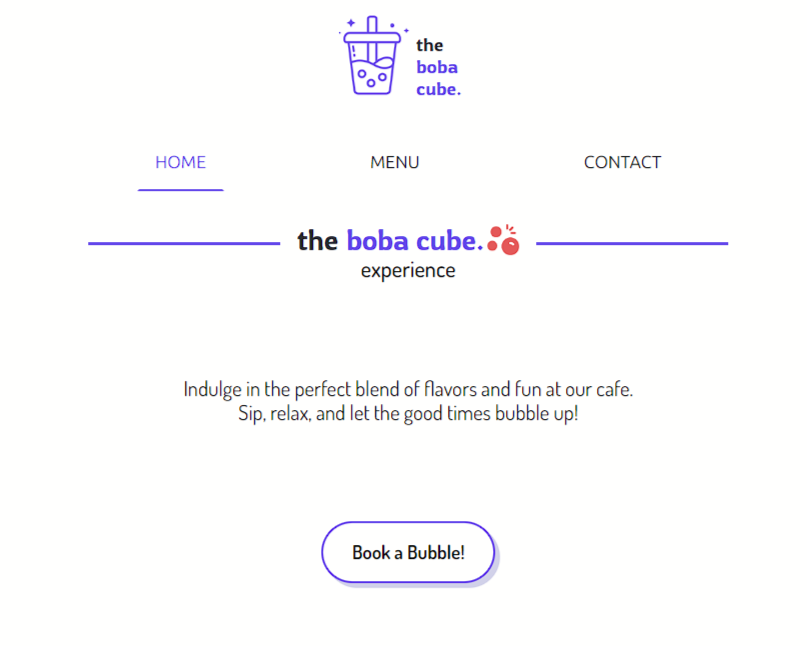 the
boba
cube.
HOME MENU CONTACT
the boba cube.
experience
Indulge in the perfect blend of flavors and fun at our cafe.
Sip, relax, and let the good times bubble up!
Book a Bubble!